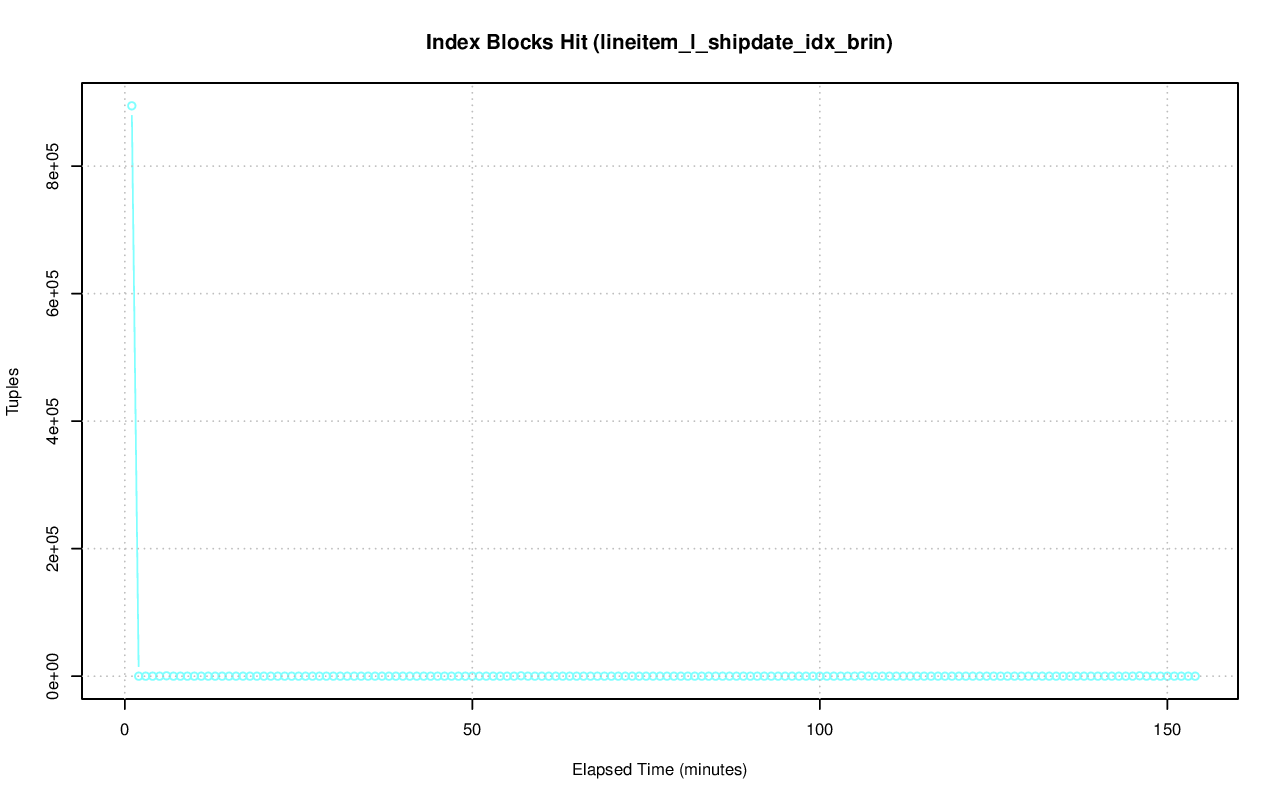 Index Blocks Hit (lineitem_l_shipdate_idx_brin)
Tuples
8e+05
6e+05
4e+05
2e+05
0e+00
0 50 100 150
Elapsed Time (minutes)